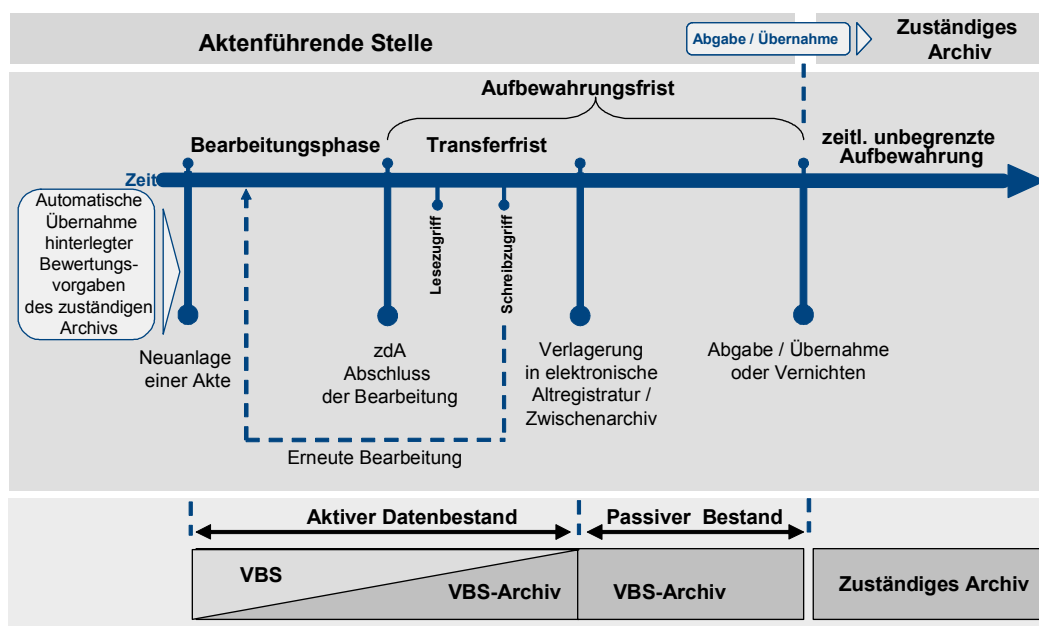 Aktenführende Stelle
Abgabe / Übernahme
Zuständiges
Archiv
Aufbewahrungsfrist
Bearbeitungsphase
Transferfrist
zeitl. unbegrenzte
Aufbewahrung
Zeit
Automatische
Übernahme
hinterlegter
Bewertungs-
vorgaben
des zuständigen
Archivs
Lesezugriff
Schreibzugriff
Neuanlage
einer Akte
zdA
Abschluss
der Bearbeitung
Verlagerung
in elektronische
Altregistratur /
Zwischenarchiv
Abgabe / Übernahme
oder Vernichten
Erneute Bearbeitung
Aktiver Datenbestand
Passiver Bestand
VBS
VBS-Archiv
VBS-Archiv
Zuständiges Archiv